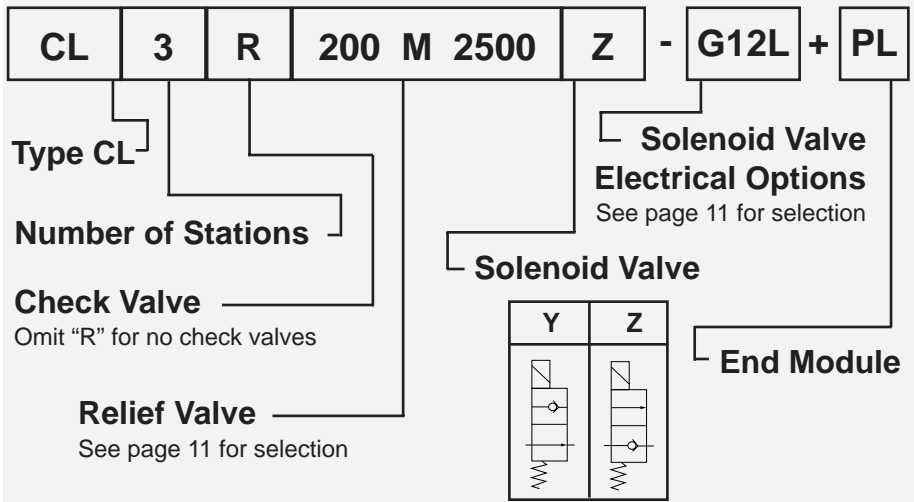 CL 3 R 200 M 2500 Z - G12L + PL
Type CL
Solenoid Valve
Electrical Options
See page 11 for selection
Number of Stations
Solenoid Valve
Check Valve
Omit “R” for no check valves
Y Z
End Module
Relief Valve
See page 11 for selection